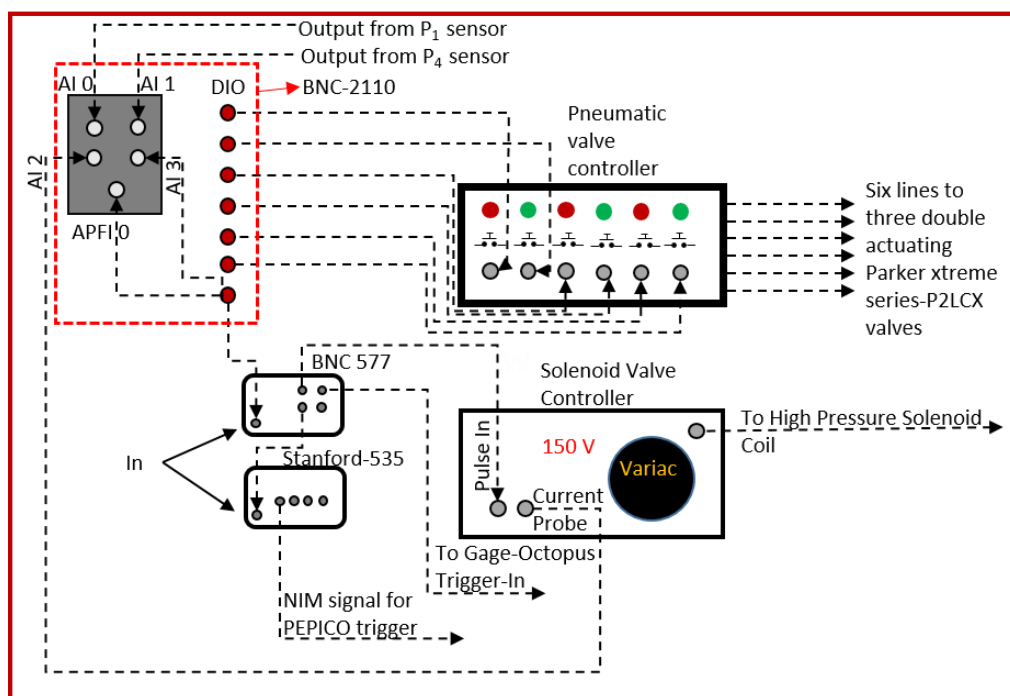 Output from P₁ sensor
Output from P₄ sensor
AI 0
AI 1
DIO
BNC-2110
AI 2
AI 3
APFI 0
Pneumatic
valve
controller
Six lines to
three double
actuating
Parker xtreme
series-P2LCX
valves
BNC 577
In
Stanford-535
Solenoid Valve
Controller
Pulse In
150 V
Variac
Current
Probe
To High Pressure Solenoid
Coil
To Gage-Octopus
Trigger-In
NIM signal for
PEPICO trigger